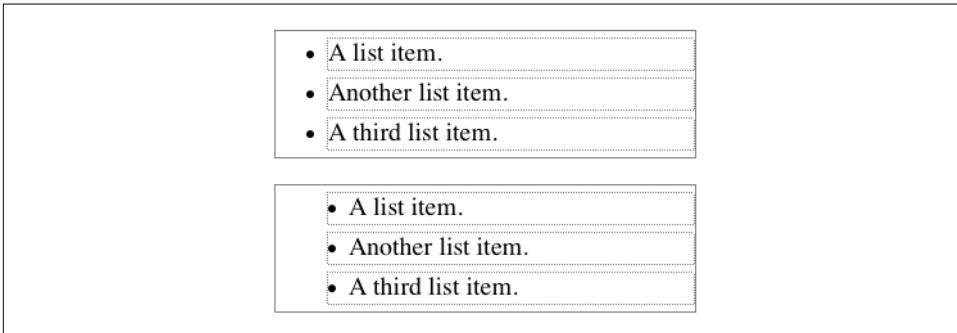 • A list item.
• Another list item.
• A third list item.
• A list item.
• Another list item.
• A third list item.